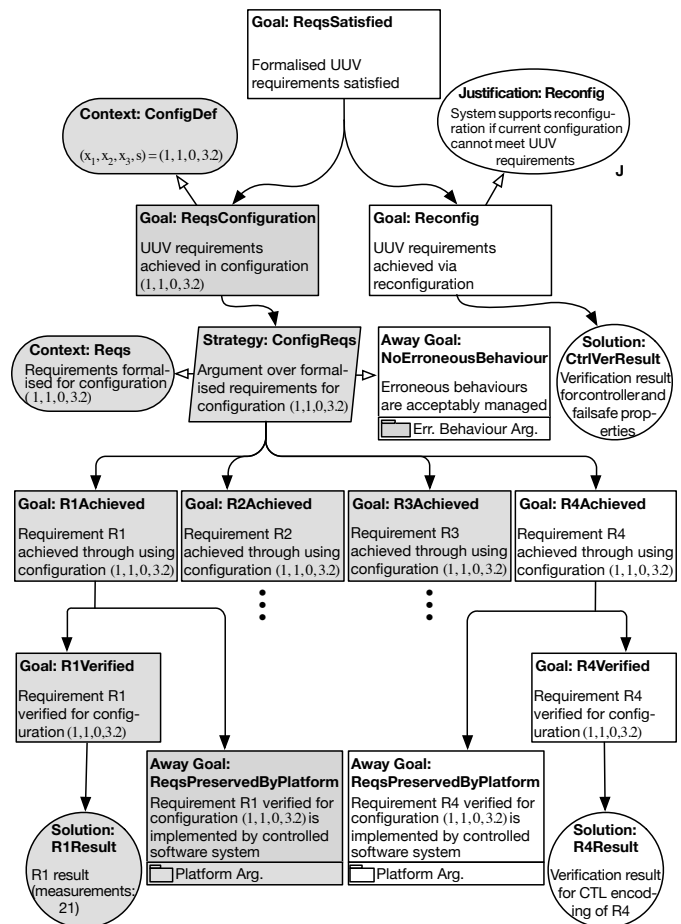 Goal: ReqsSatisfied
Formalised UUV
requirements satisfied
Context: ConfigDef
(x₁, x₂, x₃, s) = (1, 1, 0, 3.2)
Justification: Reconfig
System supports reconfigu-
ration if current configuration
cannot meet UUV
requirements
J
Goal: ReqsConfiguration
UUV requirements
achieved in configuration
(1, 1, 0, 3.2)
Goal: Reconfig
UUV requirements
achieved via
reconfiguration
Context: Reqs
Requirements formal-
ised for configuration
(1, 1, 0, 3.2)
Strategy: ConfigReqs
Argument over formal-
ised requirements for
configuration (1,1,0,3.2)
Away Goal:
NoErroneousBehaviour
Erroneous behaviours
are acceptably managed
Err. Behaviour Arg.
Solution:
CtrlVerResult
Verification result
for controller and
failsafe prop-
erties
Goal: R1Achieved
Requirement R1
achieved through using
configuration (1, 1, 0, 3.2)
Goal: R2Achieved
Requirement R2
achieved through using
configuration (1, 1, 0, 3.2)
Goal: R3Achieved
Requirement R3
achieved through using
configuration (1, 1, 0, 3.2)
Goal: R4Achieved
Requirement R4
achieved through using
configuration (1, 1, 0, 3.2)
Goal: R1Verified
Requirement R1
verified for config-
uration (1,1,0,3.2)
Goal: R4Verified
Requirement R4
verified for config-
uration (1,1,0,3.2)
Away Goal:
ReqsPreservedByPlatform
Requirement R1 verified for
configuration (1, 1, 0, 3.2) is
implemented by controlled
software system
Platform Arg.
Away Goal:
ReqsPreservedByPlatform
Requirement R4 verified for
configuration (1, 1, 0, 3.2) is
implemented by controlled
software system
Platform Arg.
Solution:
R1Result
R1 result
(measurements:
21)
Solution:
R4Result
Verification result
for CTL encod-
ing of R4